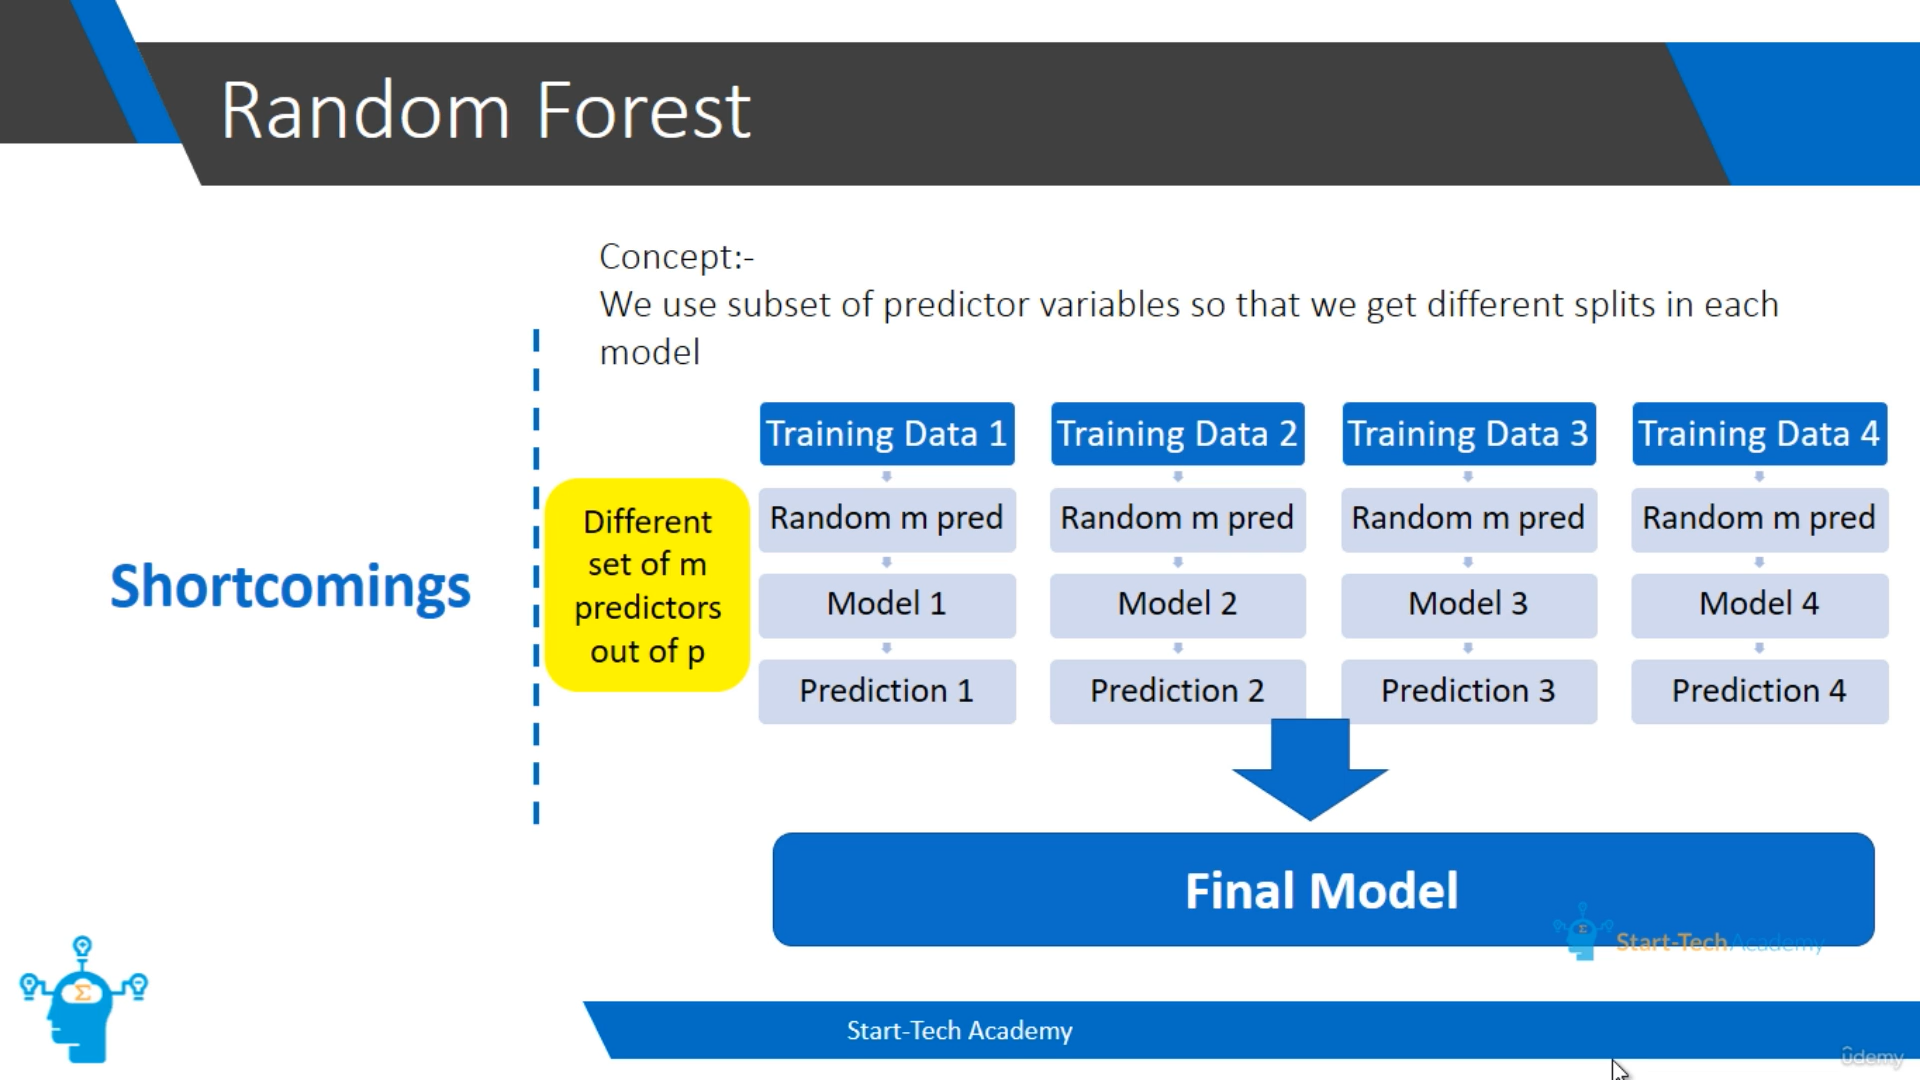 Random Forest
Concept:-
We use subset of predictor variables so that we get different splits in each
model
Shortcomings
Different
set of m
predictors
out of p
Training Data 1
Random m pred
Model 1
Prediction 1
Training Data 2
Random m pred
Model 2
Prediction 2
Training Data 3
Random m pred
Model 3
Prediction 3
Training Data 4
Random m pred
Model 4
Prediction 4
Final Model
Start-Tech Academy
Σ
Σ
Start-Tech Academy
udemy